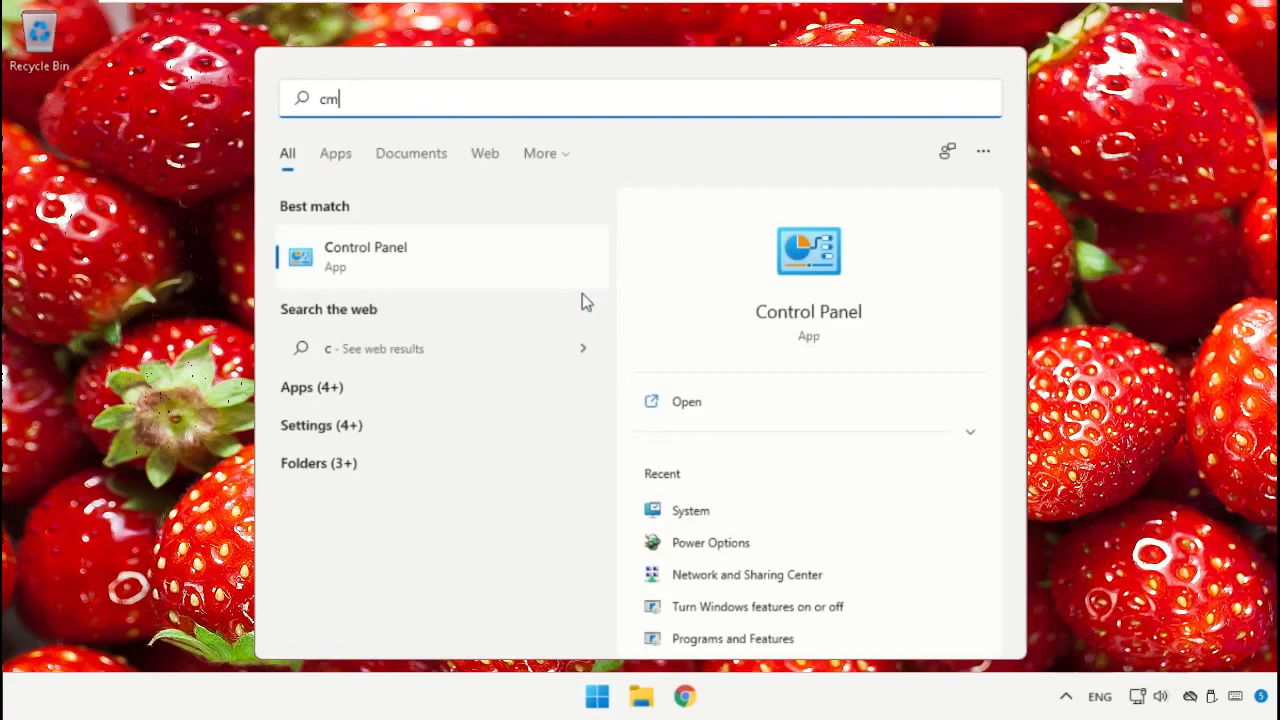 Recycle Bin
cm
All Apps Documents Web More
Best match
Control Panel
App
Search the web
c - See web results
Apps (4+)
Settings (4+)
Folders (3+)
Control Panel
App
Open
Recent
System
Power Options
Network and Sharing Center
Turn Windows features on or off
Programs and Features
ENG
5